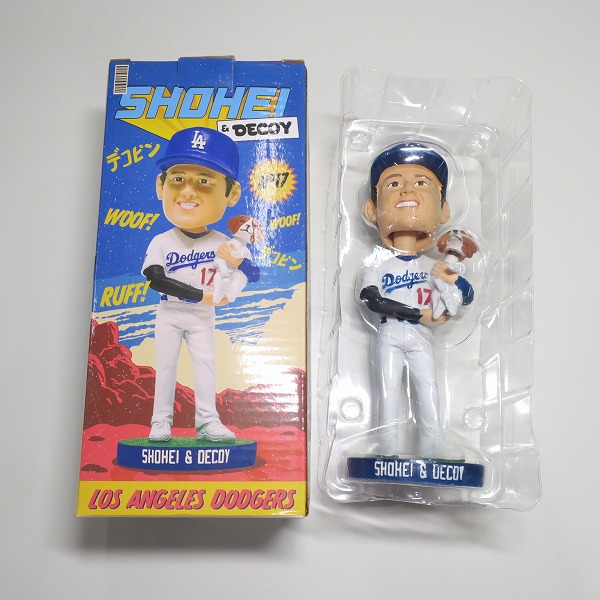 SHOHEI
& DECOY
デコピン
LA
#17
WOOF!
WOOF!
デコピン
RUFF!
Dodgers
17
SHOHEI & DECOY
LOS ANGELES DODGERS
Dodgers
17
SHOHEI & DECOY